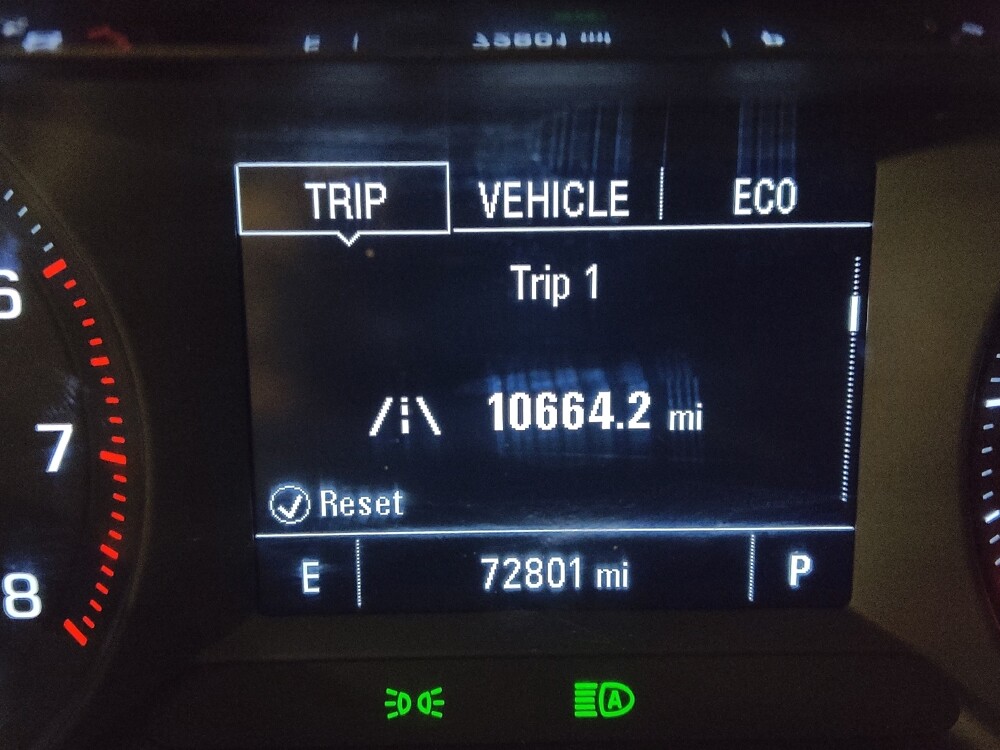 TRIP VEHICLE ECO
Trip 1
6
10664.2 mi
7
Reset
E 72801 mi P
8
A